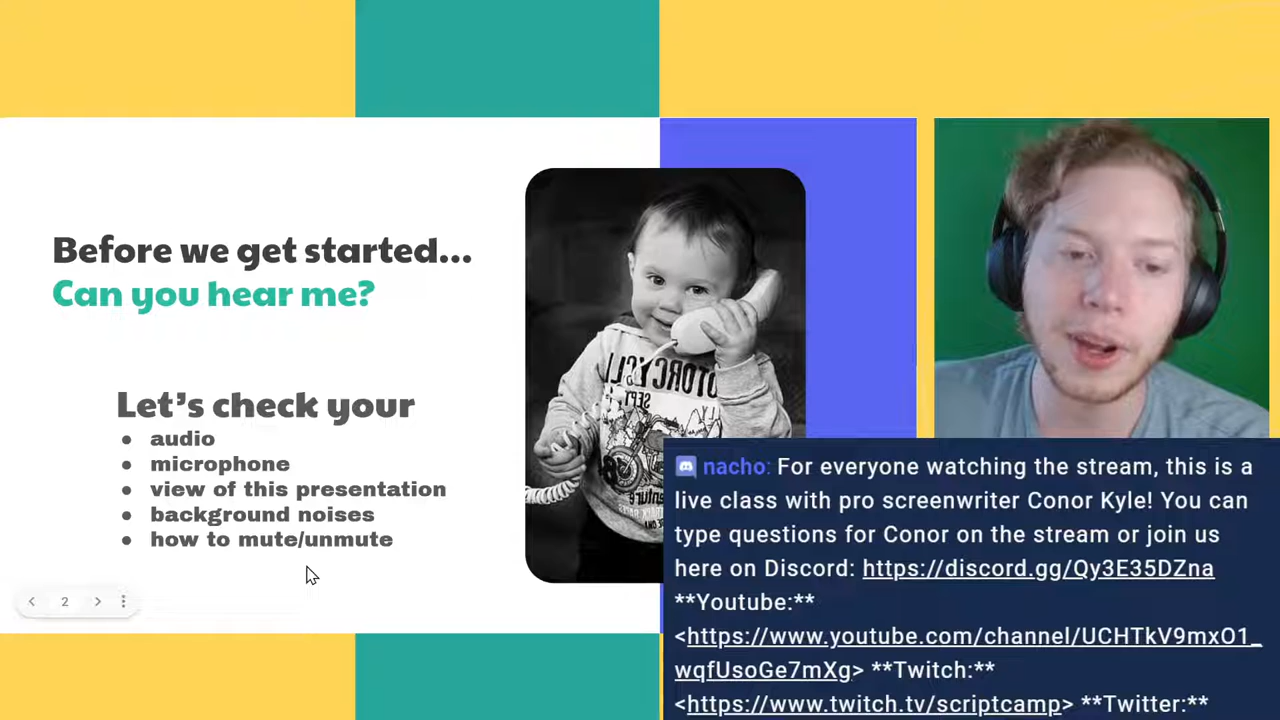 Before we get started...
Can you hear me?
Let's check your
● audio
● microphone
● view of this presentation
● background noises
● how to mute/unmute
2
nacho: For everyone watching the stream, this is a
live class with pro screenwriter Conor Kyle! You can
type questions for Conor on the stream or join us
here on Discord: https://discord.gg/Qy3E35DZna
**Youtube:**
<https://www.youtube.com/channel/UCHTkV9mxO1_
wqfUsoGe7mXg> **Twitch:**
<https://www.twitch.tv/scriptcamp> **Twitter:**